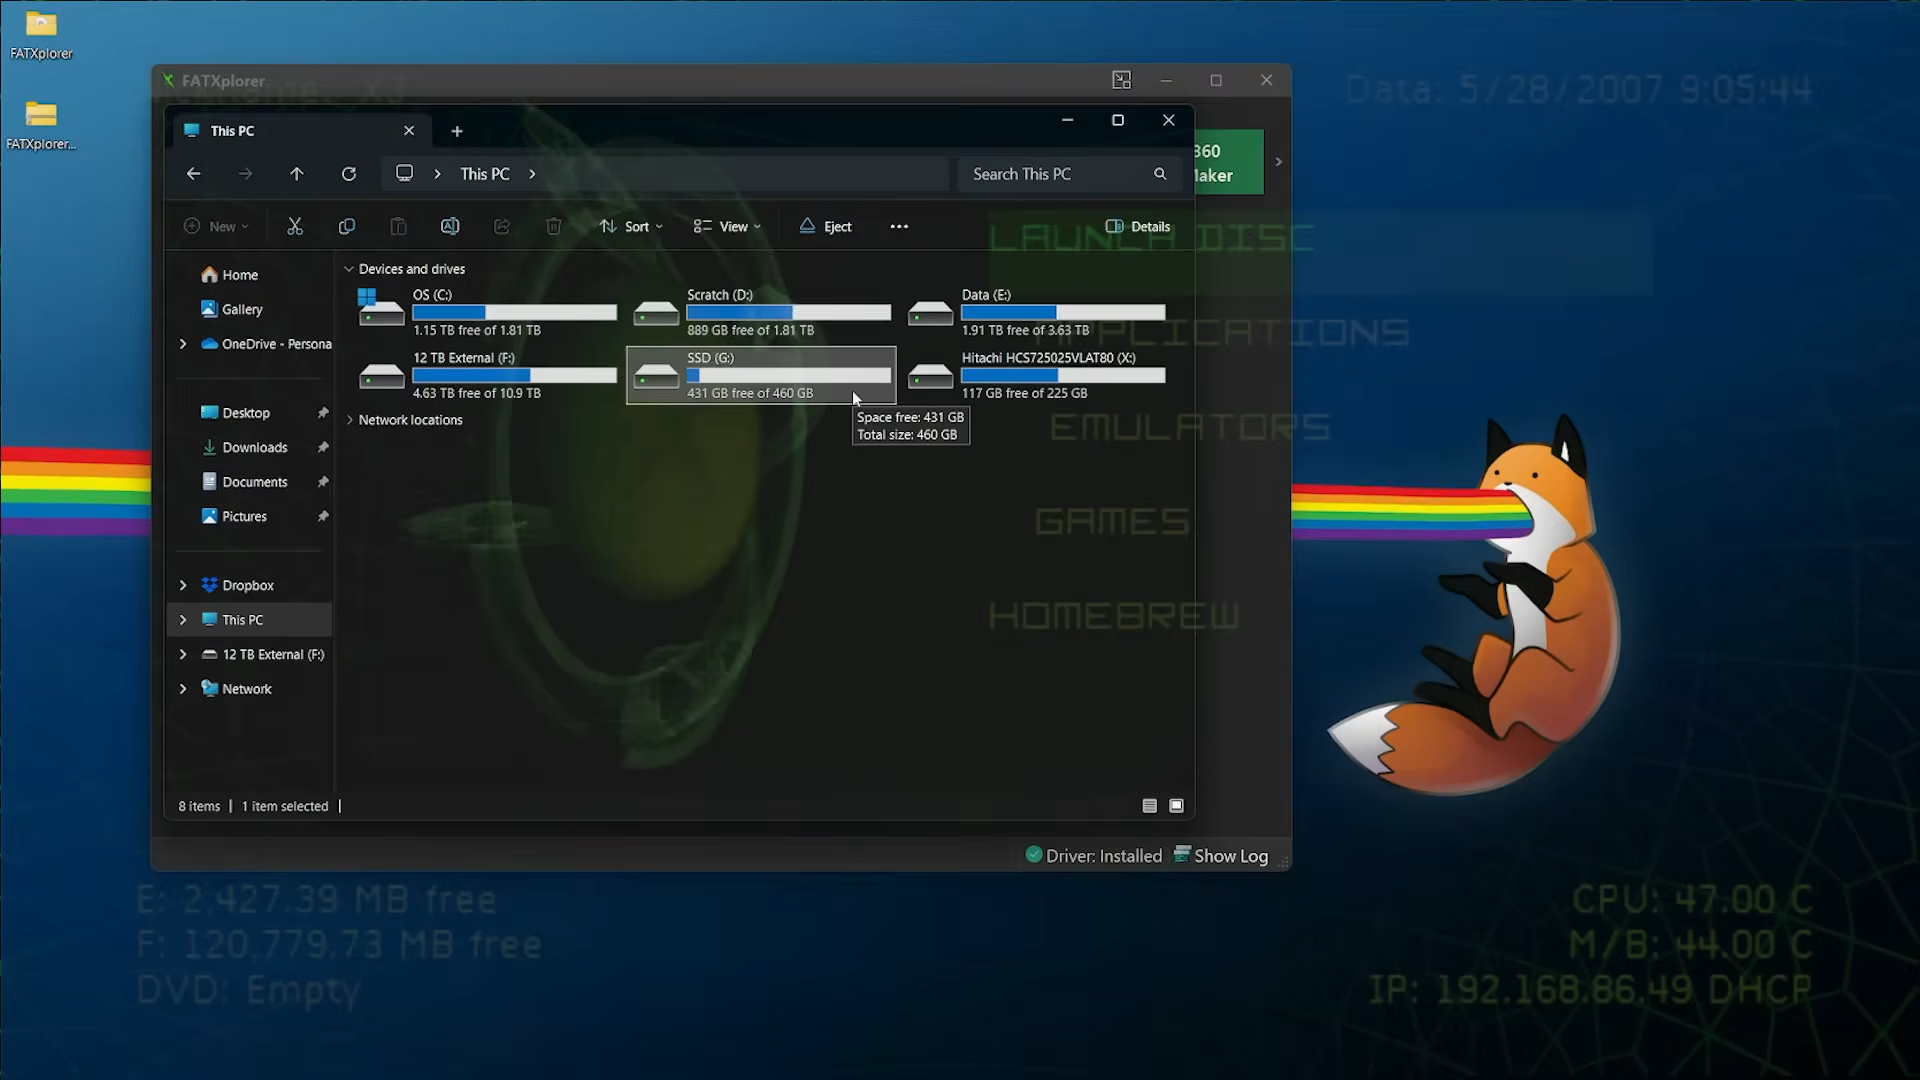 FATXplorer
FATXplorer...
FATXplorer
Data: 5/28/2007 9:05:44
This PC
360
Maker
This PC
Search This PC
New
Sort
View
Eject
Details
LAUNCH DISC
Home
Gallery
OneDrive - Persona
Desktop
Downloads
Documents
Pictures
Dropbox
This PC
12 TB External (F:)
Network
Devices and drives
OS (C:)
1.15 TB free of 1.81 TB
Scratch (D:)
889 GB free of 1.81 TB
Data (E:)
1.91 TB free of 3.63 TB
12 TB External (F:)
4.63 TB free of 10.9 TB
SSD (G:)
431 GB free of 460 GB
Hitachi HCS725025VLAT80 (X:)
117 GB free of 225 GB
Network locations
Space free: 431 GB
Total size: 460 GB
APPLICATIONS
EMULATORS
GAMES
HOMEBREW
8 items
1 item selected
Driver: Installed
Show Log
E: 2,427.39 MB free
F: 120,779.73 MB free
DVD: Empty
CPU: 47.00 C
M/B: 44.00 C
IP: 192.168.86.49 DHCP